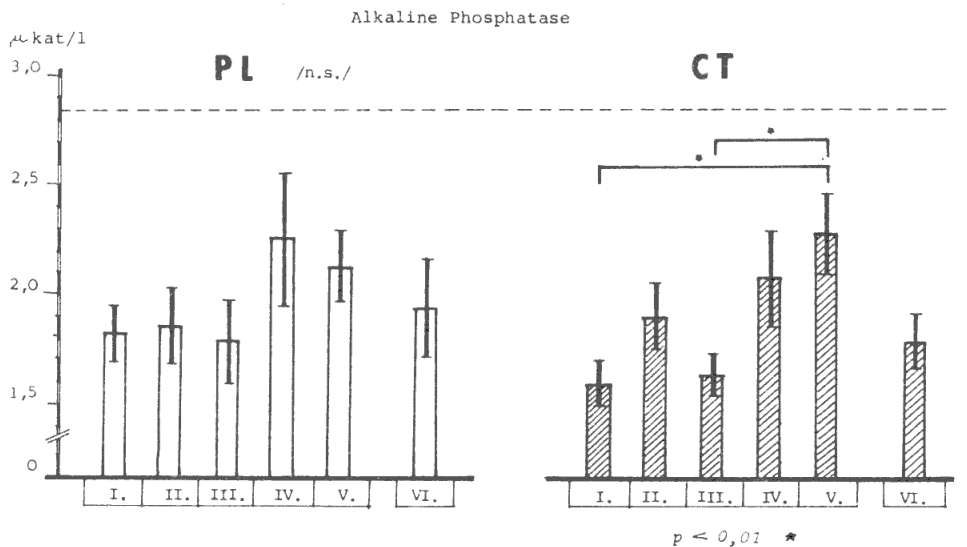 Alkaline Phosphatase
μkat/l
PL /n.s./ CT
3,0
*
*
2,5
2,0
1,5
0
I. II. III. IV. V. VI. I. II. III. IV. V. VI.
p < 0,01 *